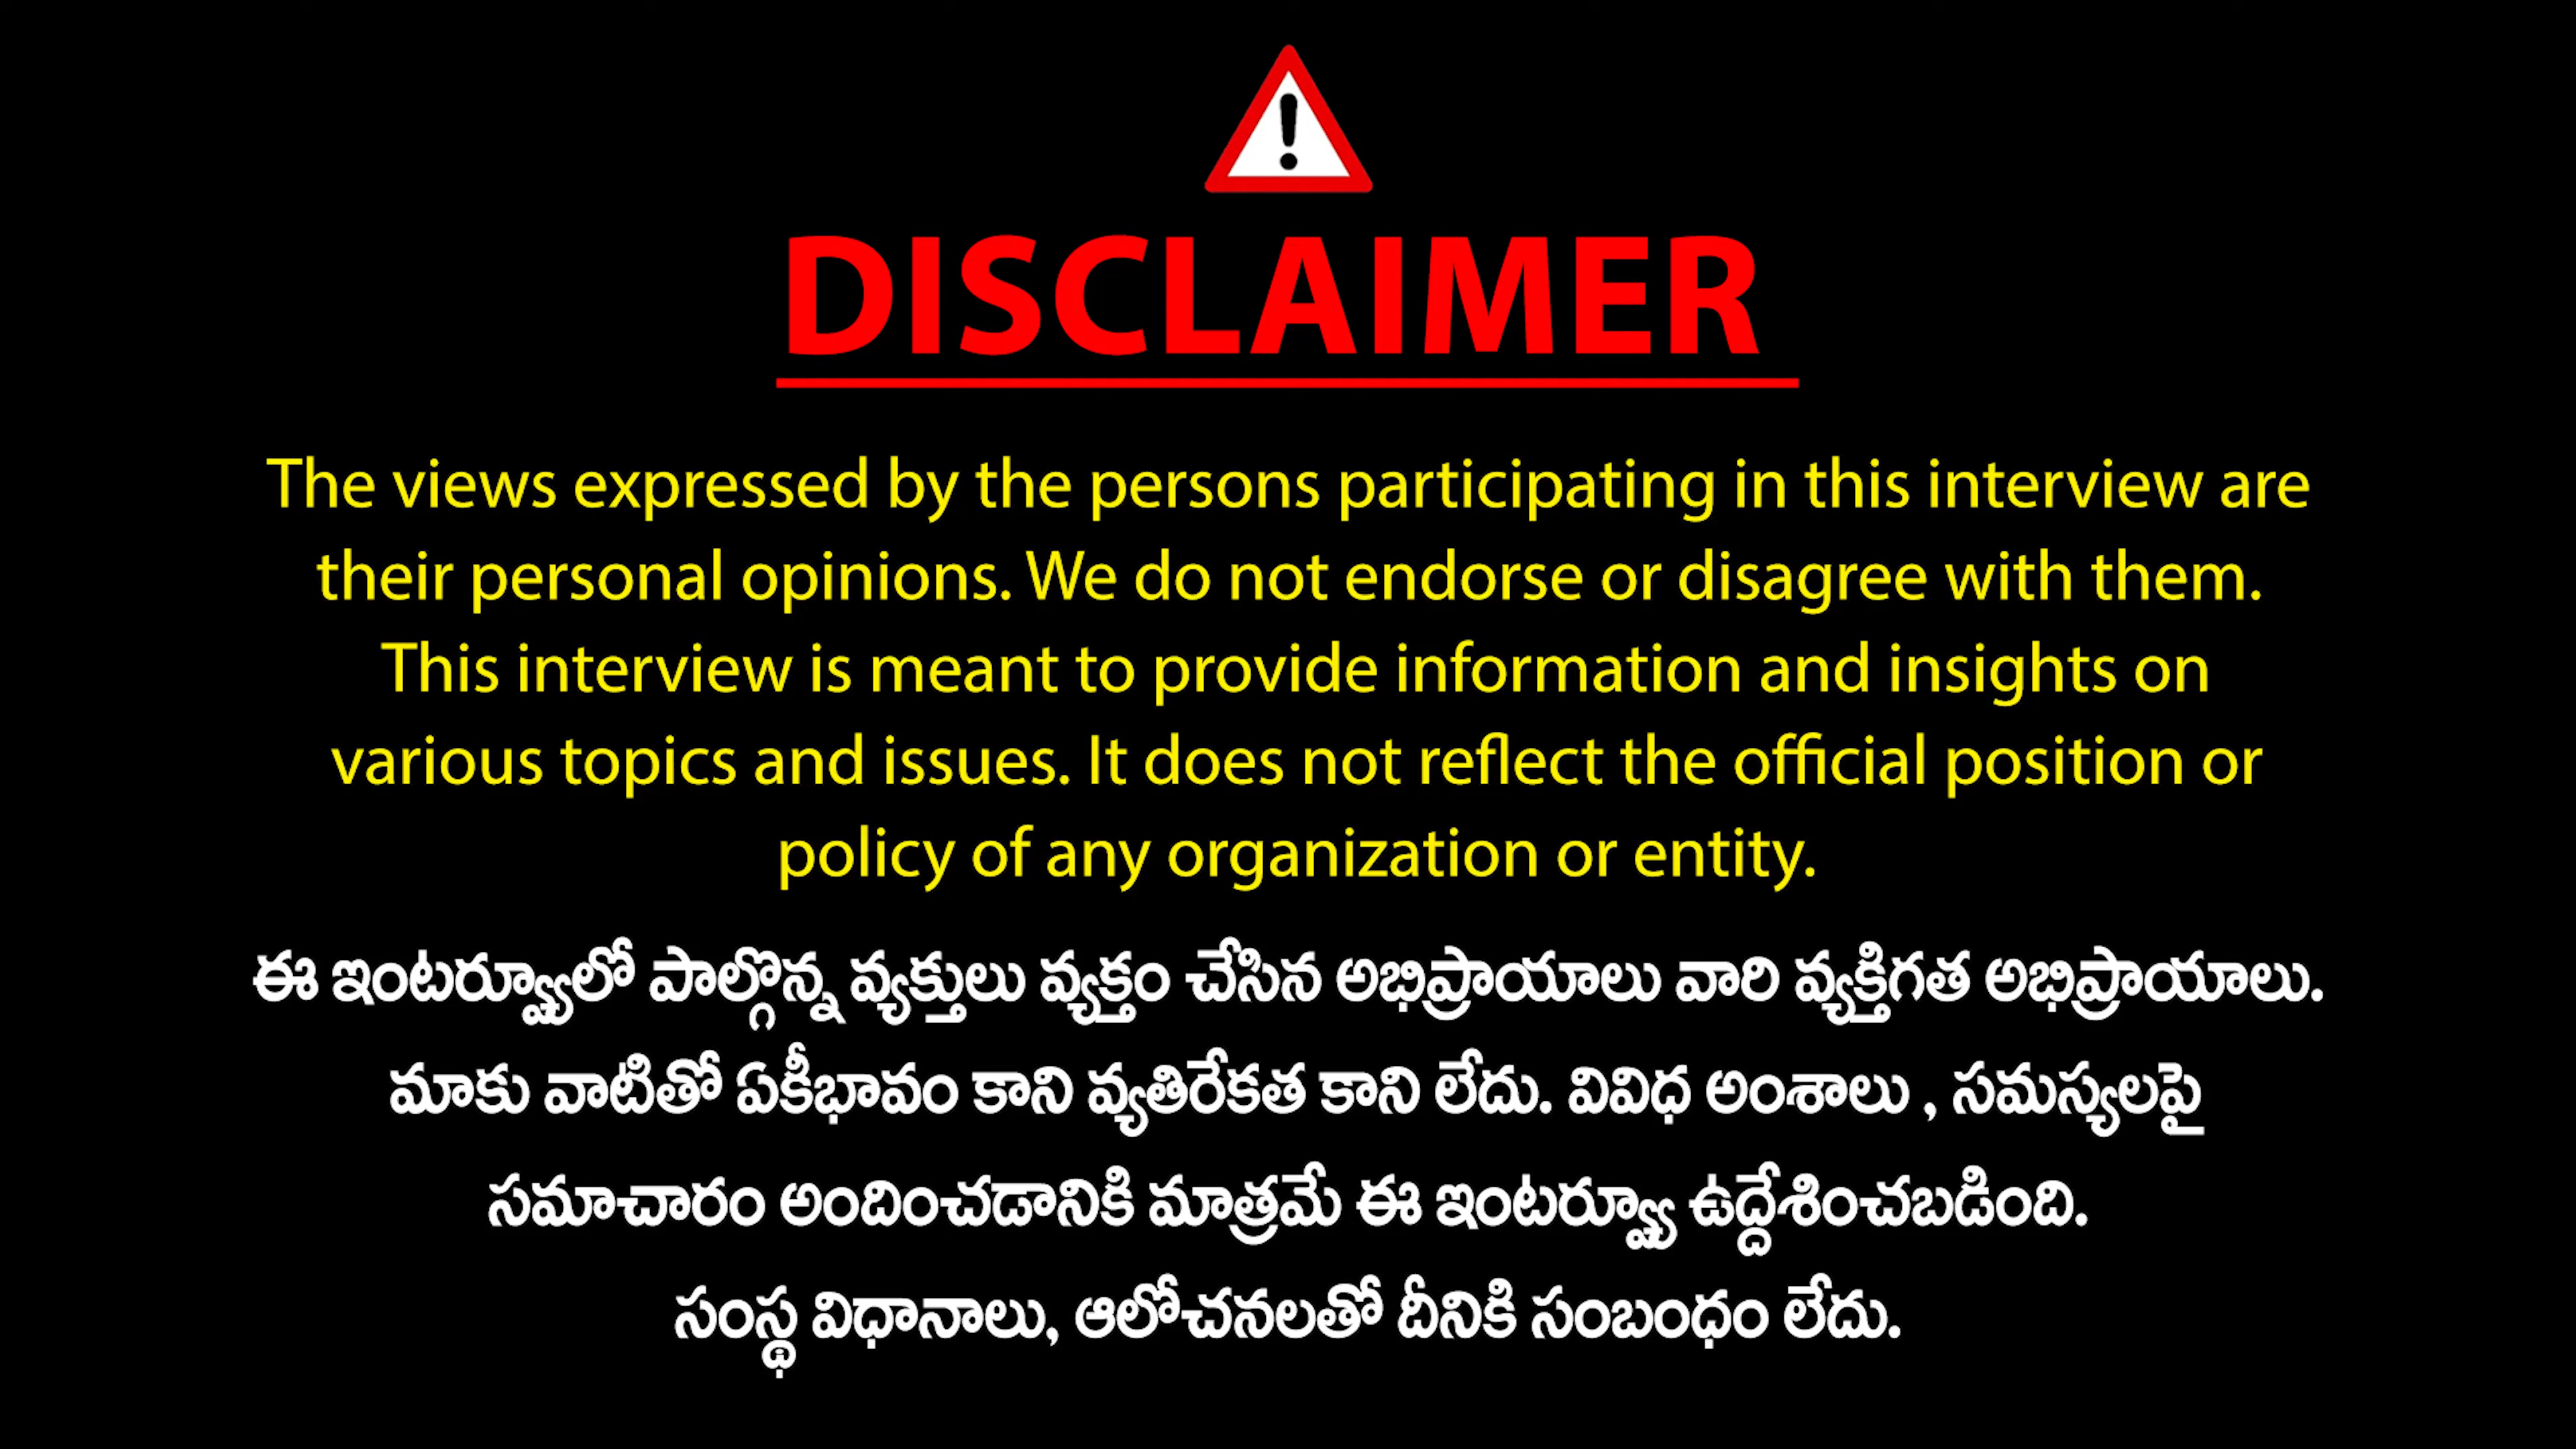 DISCLAIMER
The views expressed by the persons participating in this interview are
their personal opinions. We do not endorse or disagree with them.
This interview is meant to provide information and insights on
various topics and issues. It does not reflect the official position or
policy of any organization or entity.
ఈ ఇంటర్వ్యూలో పాల్గొన్న వ్యక్తులు వ్యక్తం చేసిన అభిప్రాయాలు వారి వ్యక్తిగత అభిప్రాయాలు.
మాకు వాటితో ఏకీభావం కాని వ్యతిరేకత కాని లేదు. వివిధ అంశాలు , సమస్యలపై
సమాచారం అందించడానికి మాత్రమే ఈ ఇంటర్వ్యూ ఉద్దేశించబడింది.
సంస్థ విధానాలు, ఆలోచనలతో దీనికి సంబంధం లేదు.